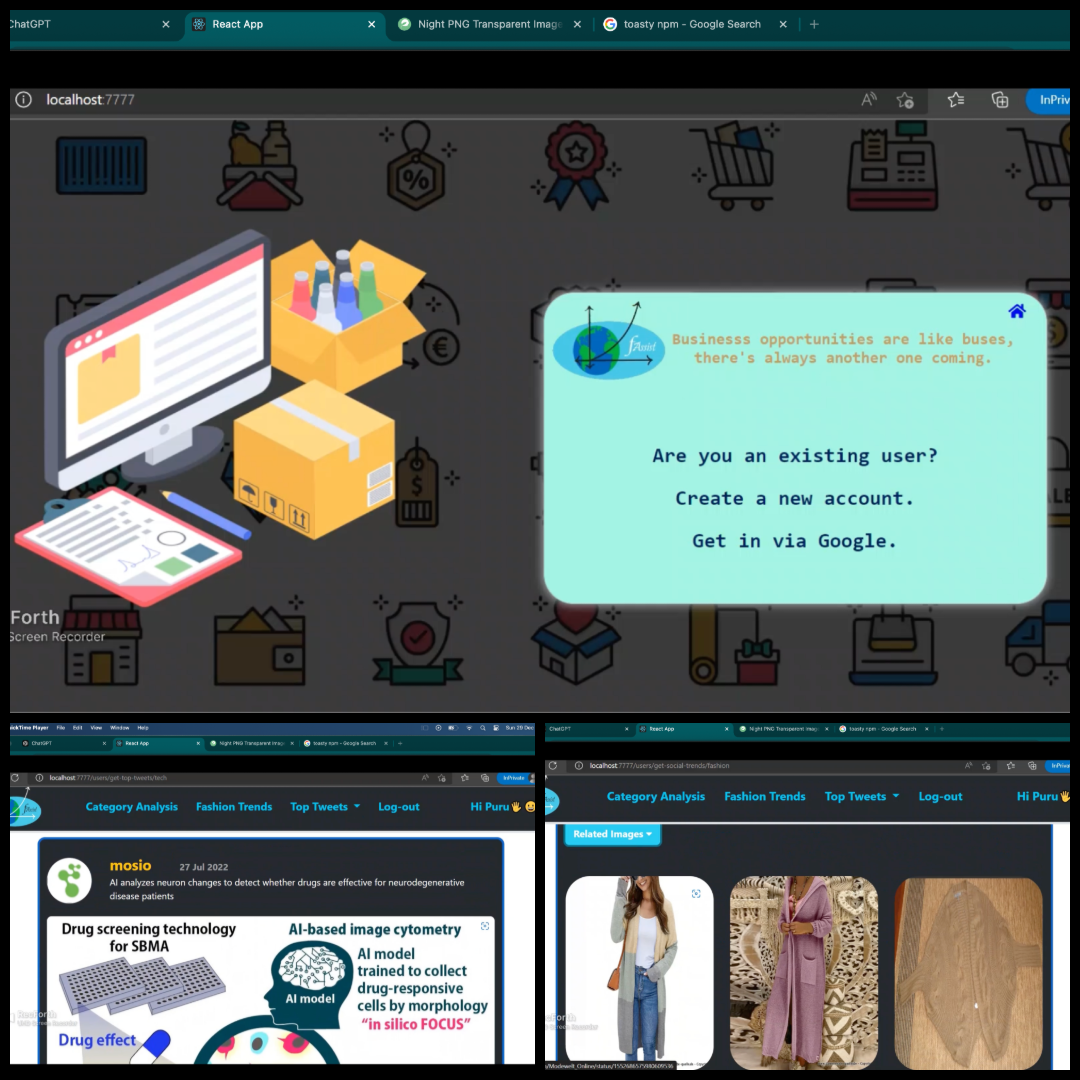 ChatGPT
React App
Night PNG Transparent Image
toasty npm - Google Search
localhost:7777
InPriv
%
€
fAssist
Businesss opportunities are like buses,
there's always another one coming.
Are you an existing user?
Create a new account.
Get in via Google.
$
Forth
Screen Recorder
QuickTime Player File Edit View Window Help
Sun 29 Dec
ChatGPT
React App
Night PNG Transparent Image
toasty npm - Google Search
localhost:7777/users/get-top-tweets/tech
InPrivate
Category Analysis
Fashion Trends
Top Tweets
Log-out
Hi Puru🖐
mosio
27 Jul 2022
AI analyzes neuron changes to detect whether drugs are effective for neurodegenerative
disease patients
Drug screening technology
for SBMA
AI-based image cytometry
AI model
AI model
trained to collect
drug-responsive
cells by morphology
"in silico FOCUS"
Drug effect
ChatGPT
React App
Night PNG Transparent Image
toasty npm - Google Search
localhost:7777/users/get-social-trends/fashion
InPriva
Category Analysis
Fashion Trends
Top Tweets
Log-out
Hi Puru🖐
Related Images